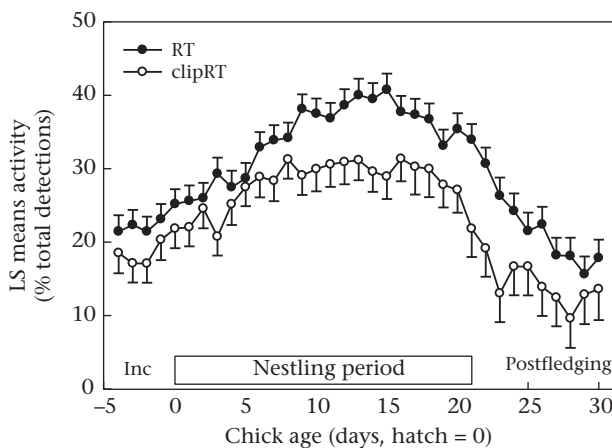 50
40
30
20
10
0
LS means activity
(% total detections)
RT
clipRT
Inc
Nestling period
Postfledging
−5 0 5 10 15 20 25 30
Chick age (days, hatch = 0)